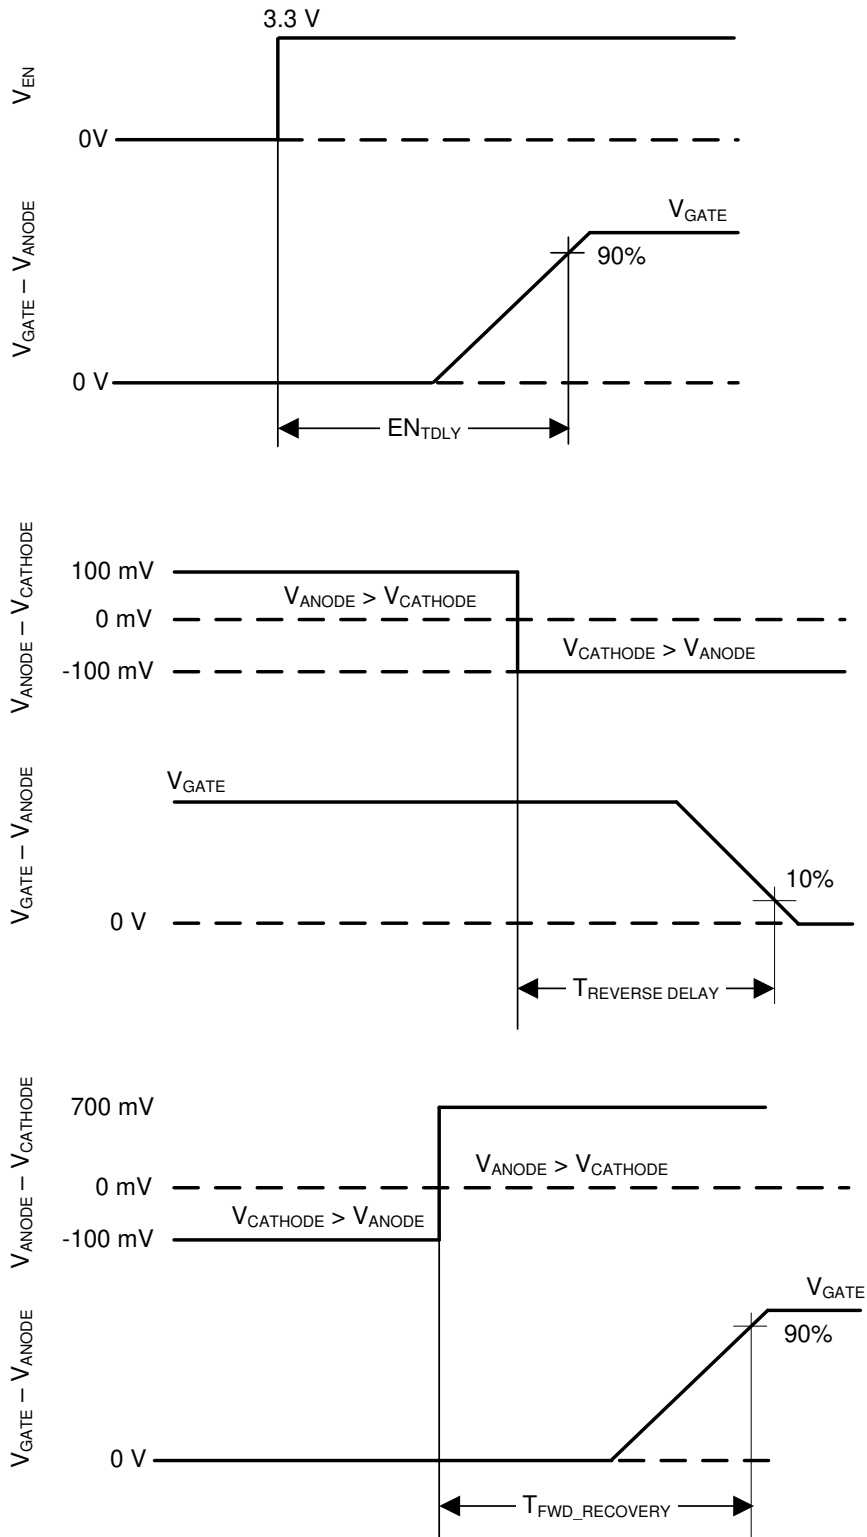 3.3 V
V_EN
0V
V_GATE – V_ANODE
V_GATE
90%
0 V
EN_TDLY
V_ANODE – V_CATHODE
100 mV
V_ANODE > V_CATHODE
0 mV
V_CATHODE > V_ANODE
-100 mV
V_GATE – V_ANODE
V_GATE
10%
0 V
T_REVERSE DELAY
V_ANODE – V_CATHODE
700 mV
V_ANODE > V_CATHODE
0 mV
V_CATHODE > V_ANODE
-100 mV
V_GATE – V_ANODE
V_GATE
90%
0 V
T_FWD_RECOVERY